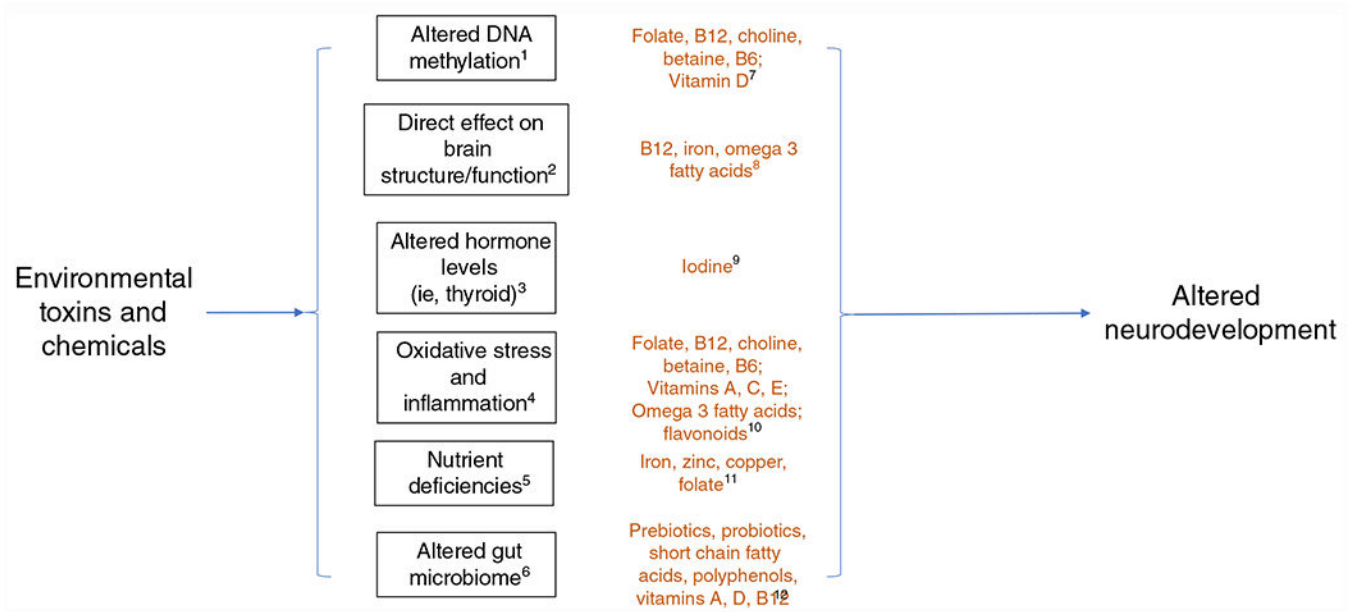 Environmental
toxins and
chemicals
Altered DNA
methylation¹
Folate, B12, choline,
betaine, B6;
Vitamin D⁷
Direct effect on
brain
structure/function²
B12, iron, omega 3
fatty acids⁸
Altered hormone
levels
(ie, thyroid)³
Iodine⁹
Oxidative stress
and
inflammation⁴
Folate, B12, choline,
betaine, B6;
Vitamins A, C, E;
Omega 3 fatty acids;
flavonoids¹⁰
Nutrient
deficiencies⁵
Iron, zinc, copper,
folate¹¹
Altered gut
microbiome⁶
Prebiotics, probiotics,
short chain fatty
acids, polyphenols,
vitamins A, D, B12¹²
Altered
neurodevelopment